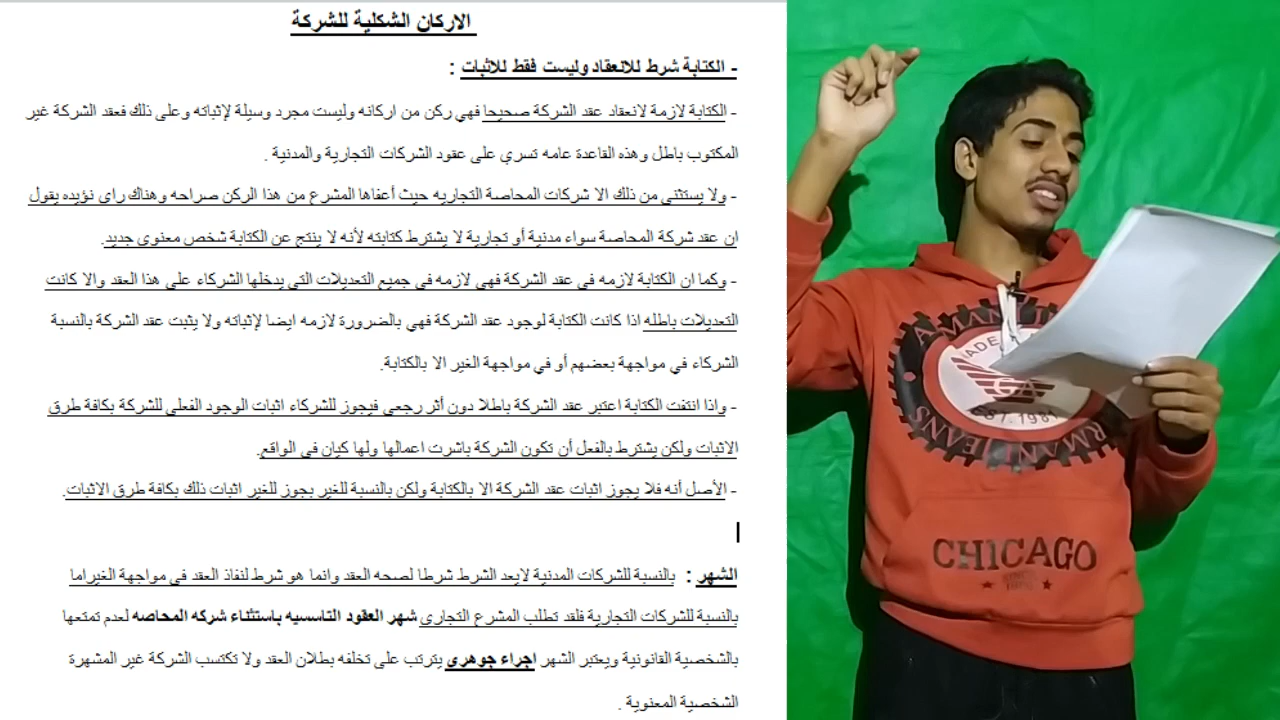 الاركان الشكلية للشركة
- الكتابة شرط للانعقاد وليست فقط للاثبات :
- الكتابة لازمة لانعقاد عقد الشركة صحيحا فهي ركن من اركانه وليست مجرد وسيلة لإثباته وعلى ذلك فعقد الشركة غير
المكتوب باطل وهذه القاعدة عامه تسري على عقود الشركات التجارية والمدنية .
- ولا يستثنى من ذلك الا شركات المحاصة التجاريه حيث أعفاها المشرع من هذا الركن صراحه وهناك راى نؤيده يقول
ان عقد شركة المحاصة سواء مدنية أو تجارية لا يشترط كتابته لأنه لا ينتج عن الكتابة شخص معنوى جديد.
- وكما ان الكتابة لازمه في عقد الشركة فهي لازمه في جميع التعديلات التي يدخلها الشركاء على هذا العقد والا كانت
التعديلات باطله اذا كانت الكتابة لوجود عقد الشركة فهي بالضرورة لازمه ايضا لإثباته ولا يثبت عقد الشركة بالنسبة
الشركاء في مواجهة بعضهم أو في مواجهة الغير الا بالكتابة.
- واذا انتفت الكتابة اعتبر عقد الشركة باطلا دون أثر رجعي فيجوز للشركاء اثبات الوجود الفعلي للشركة بكافة طرق
الاثبات ولكن يشترط بالفعل أن تكون الشركة باشرت اعمالها ولها كيان في الواقع.
- الأصل أنه فلا يجوز اثبات عقد الشركة الا بالكتابة ولكن بالنسبة للغير يجوز للغير اثبات ذلك بكافة طرق الاثبات.
الشهر : بالنسبة للشركات المدنية لايعد الشرط شرطا لصحه العقد وانما هو شرط لنفاذ العقد في مواجهة الغيراما
بالنسبة للشركات التجارية فلقد تطلب المشرع التجاري شهر العقود التاسسيه باستثناء شركه المحاصه لعدم تمتعها
بالشخصية القانونية ويعتبر الشهر اجراء جوهرى يترتب على تخلفه بطلان العقد ولا تكتسب الشركة غير المشهرة
الشخصية المعنوية .
CHICAGO